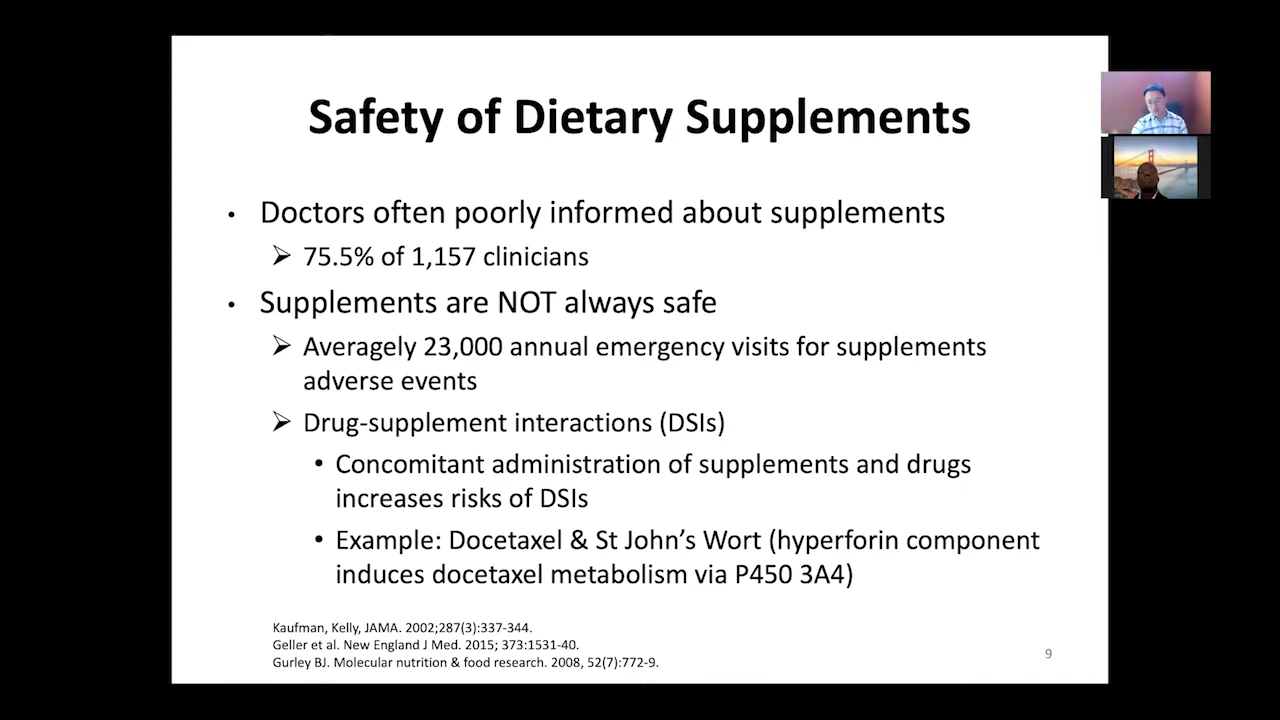 Safety of Dietary Supplements
• Doctors often poorly informed about supplements
➢ 75.5% of 1,157 clinicians
• Supplements are NOT always safe
➢ Averagely 23,000 annual emergency visits for supplements
adverse events
➢ Drug-supplement interactions (DSIs)
• Concomitant administration of supplements and drugs
increases risks of DSIs
• Example: Docetaxel & St John’s Wort (hyperforin component
induces docetaxel metabolism via P450 3A4)
Kaufman, Kelly, JAMA. 2002;287(3):337-344.
Geller et al. New England J Med. 2015; 373:1531-40.
Gurley BJ. Molecular nutrition & food research. 2008, 52(7):772-9.
9